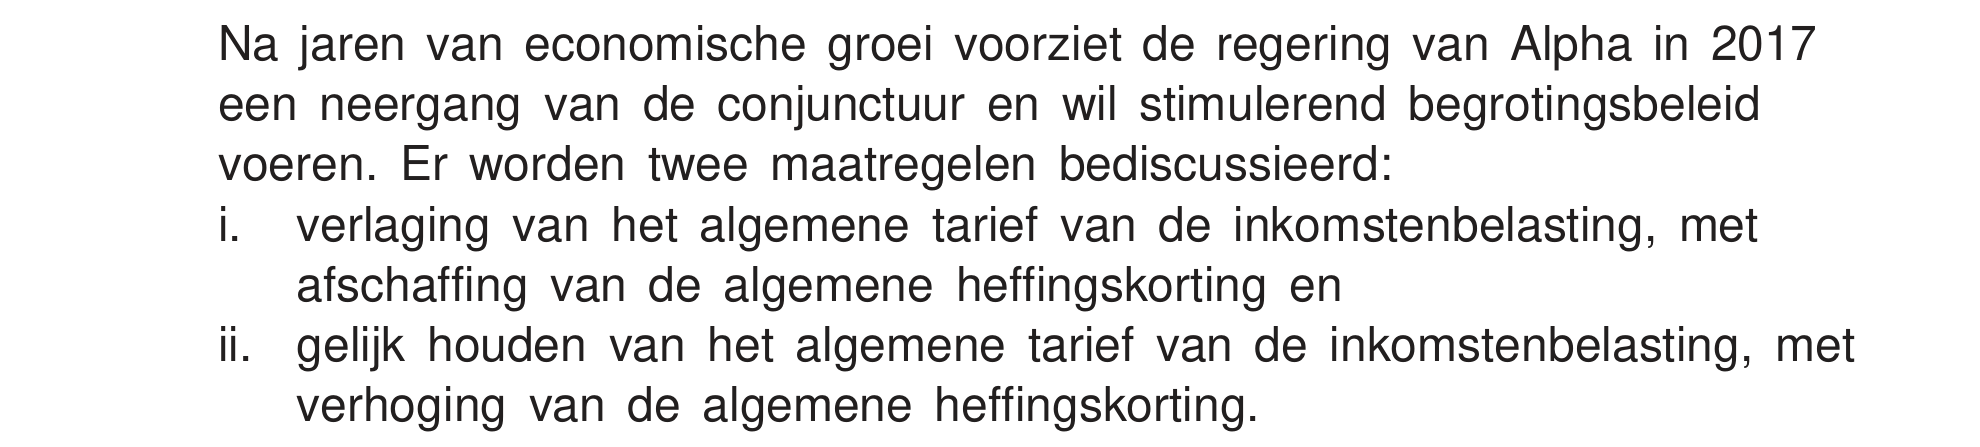 Na jaren van economische groei voorziet de regering van Alpha in 2017
een neergang van de conjunctuur en wil stimulerend begrotingsbeleid
voeren. Er worden twee maatregelen bediscussieerd:
i. verlaging van het algemene tarief van de inkomstenbelasting, met
afschaffing van de algemene heffingskorting en
ii. gelijk houden van het algemene tarief van de inkomstenbelasting, met
verhoging van de algemene heffingskorting.